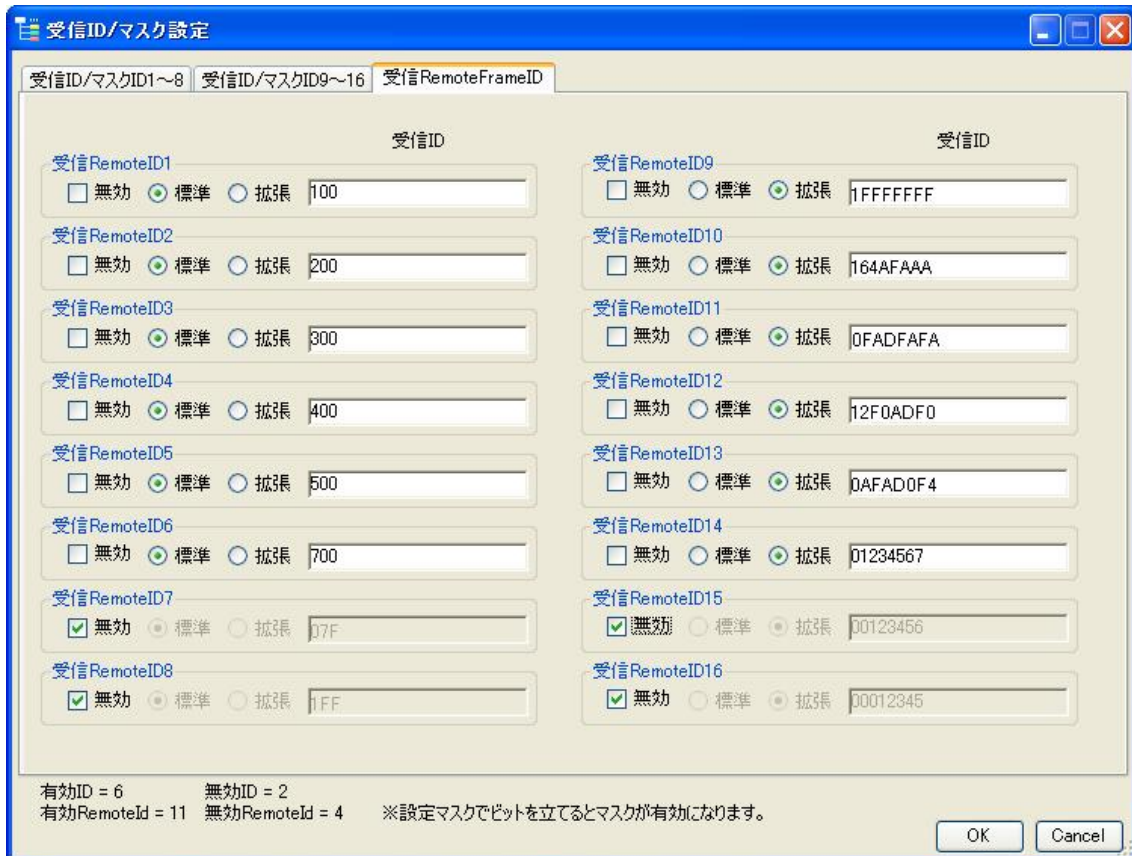 受信ID/マスク設定
受信ID/マスクID1～8 受信ID/マスクID9～16 受信RemoteFrameID
受信ID
受信RemoteID1
無効 標準 拡張 100
受信RemoteID2
無効 標準 拡張 200
受信RemoteID3
無効 標準 拡張 300
受信RemoteID4
無効 標準 拡張 400
受信RemoteID5
無効 標準 拡張 500
受信RemoteID6
無効 標準 拡張 700
受信RemoteID7
無効 標準 拡張 07F
受信RemoteID8
無効 標準 拡張 1FF
受信ID
受信RemoteID9
無効 標準 拡張 1FFFFFFF
受信RemoteID10
無効 標準 拡張 164AFAAA
受信RemoteID11
無効 標準 拡張 0FADFAFA
受信RemoteID12
無効 標準 拡張 12F0ADF0
受信RemoteID13
無効 標準 拡張 0AFAD0F4
受信RemoteID14
無効 標準 拡張 01234567
受信RemoteID15
無効 標準 拡張 00123456
受信RemoteID16
無効 標準 拡張 00012345
有効ID = 6 無効ID = 2
有効RemoteId = 11 無効RemoteId = 4 ※設定マスクでビットを立てるとマスクが有効になります。
OK Cancel